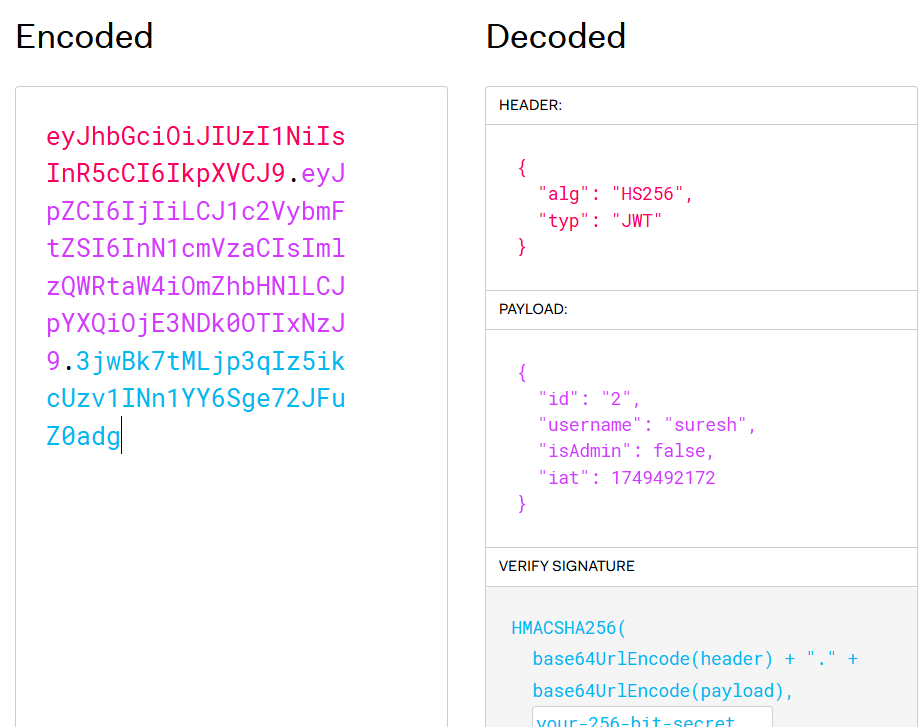 Encoded
Decoded
eyJhbGciOiJIUzI1NiIs
InR5cCI6IkpXVCJ9.eyJ
pZCI6IjIiLCJ1c2VybmF
tZSI6InN1cmVzaCIsIml
zQWRtaW4iOmZhbHNlLCJ
pYXQiOjE3NDk0OTIxNzJ
9.3jwBk7tMLjp3qIz5ik
cUzv1INn1YY6Sge72JFu
Z0adg
HEADER:
{
"alg": "HS256",
"typ": "JWT"
}
PAYLOAD:
{
"id": "2",
"username": "suresh",
"isAdmin": false,
"iat": 1749492172
}
VERIFY SIGNATURE
HMACSHA256(
base64UrlEncode(header) + "." +
base64UrlEncode(payload),
your-256-bit-secret